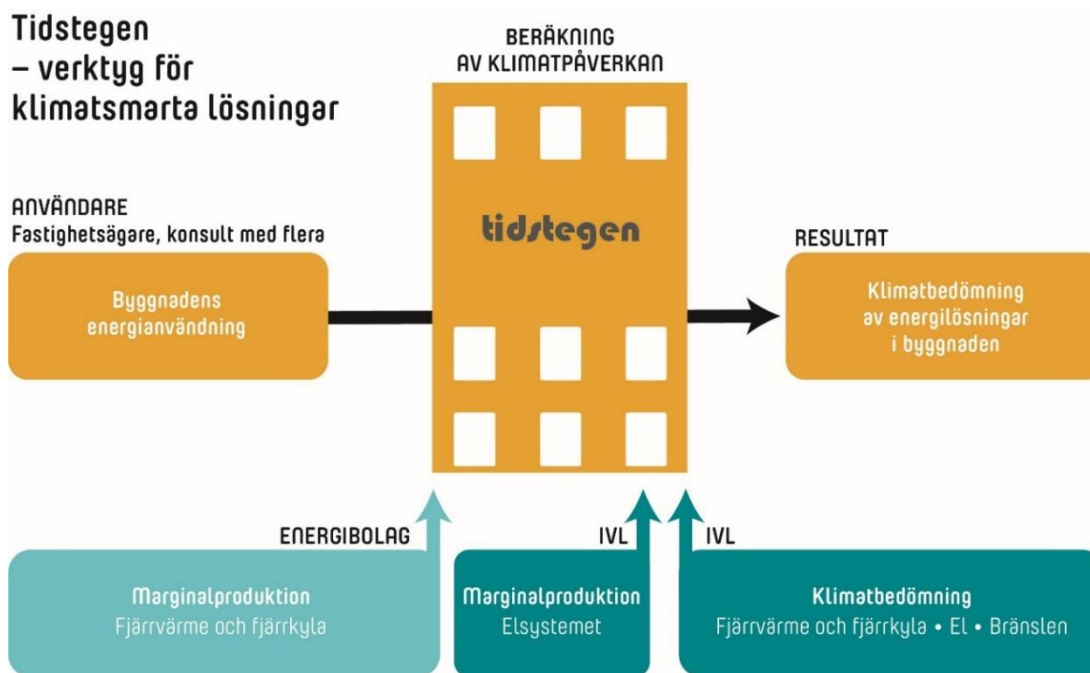 Tidstegen
– verktyg för
klimatsmarta lösningar
BERÄKNING
AV KLIMATPÅVERKAN
ANVÄNDARE
Fastighetsägare, konsult med flera
Byggnadens
energianvändning
tidstegen
RESULTAT
Klimatbedömning
av energilösningar
i byggnaden
ENERGIBOLAG
Marginalproduktion
Fjärrvärme och fjärrkyla
IVL
Marginalproduktion
Elsystemet
IVL
Klimatbedömning
Fjärrvärme och fjärrkyla • El • Bränslen